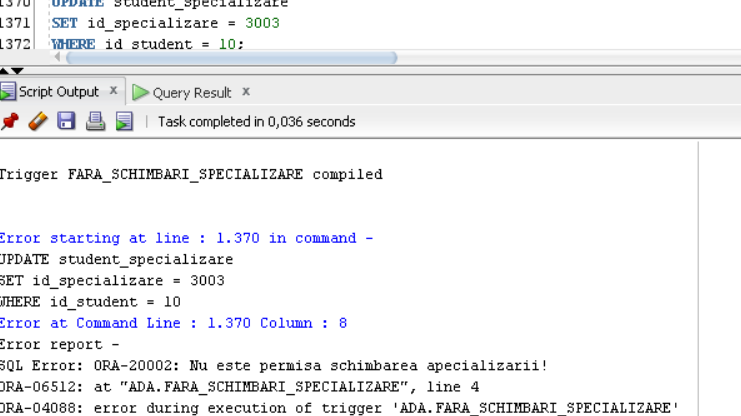 1370 UPDATE student_specializare
1371 SET id_specializare = 3003
1372 WHERE id_student = 10;
Script Output x Query Result x
Task completed in 0,036 seconds
Trigger FARA_SCHIMBARI_SPECIALIZARE compiled
Error starting at line : 1.370 in command -
UPDATE student_specializare
SET id_specializare = 3003
WHERE id_student = 10
Error at Command Line : 1.370 Column : 8
Error report -
SQL Error: ORA-20002: Nu este permisa schimbarea apecializarii!
ORA-06512: at "ADA.FARA_SCHIMBARI_SPECIALIZARE", line 4
ORA-04088: error during execution of trigger 'ADA.FARA_SCHIMBARI_SPECIALIZARE'